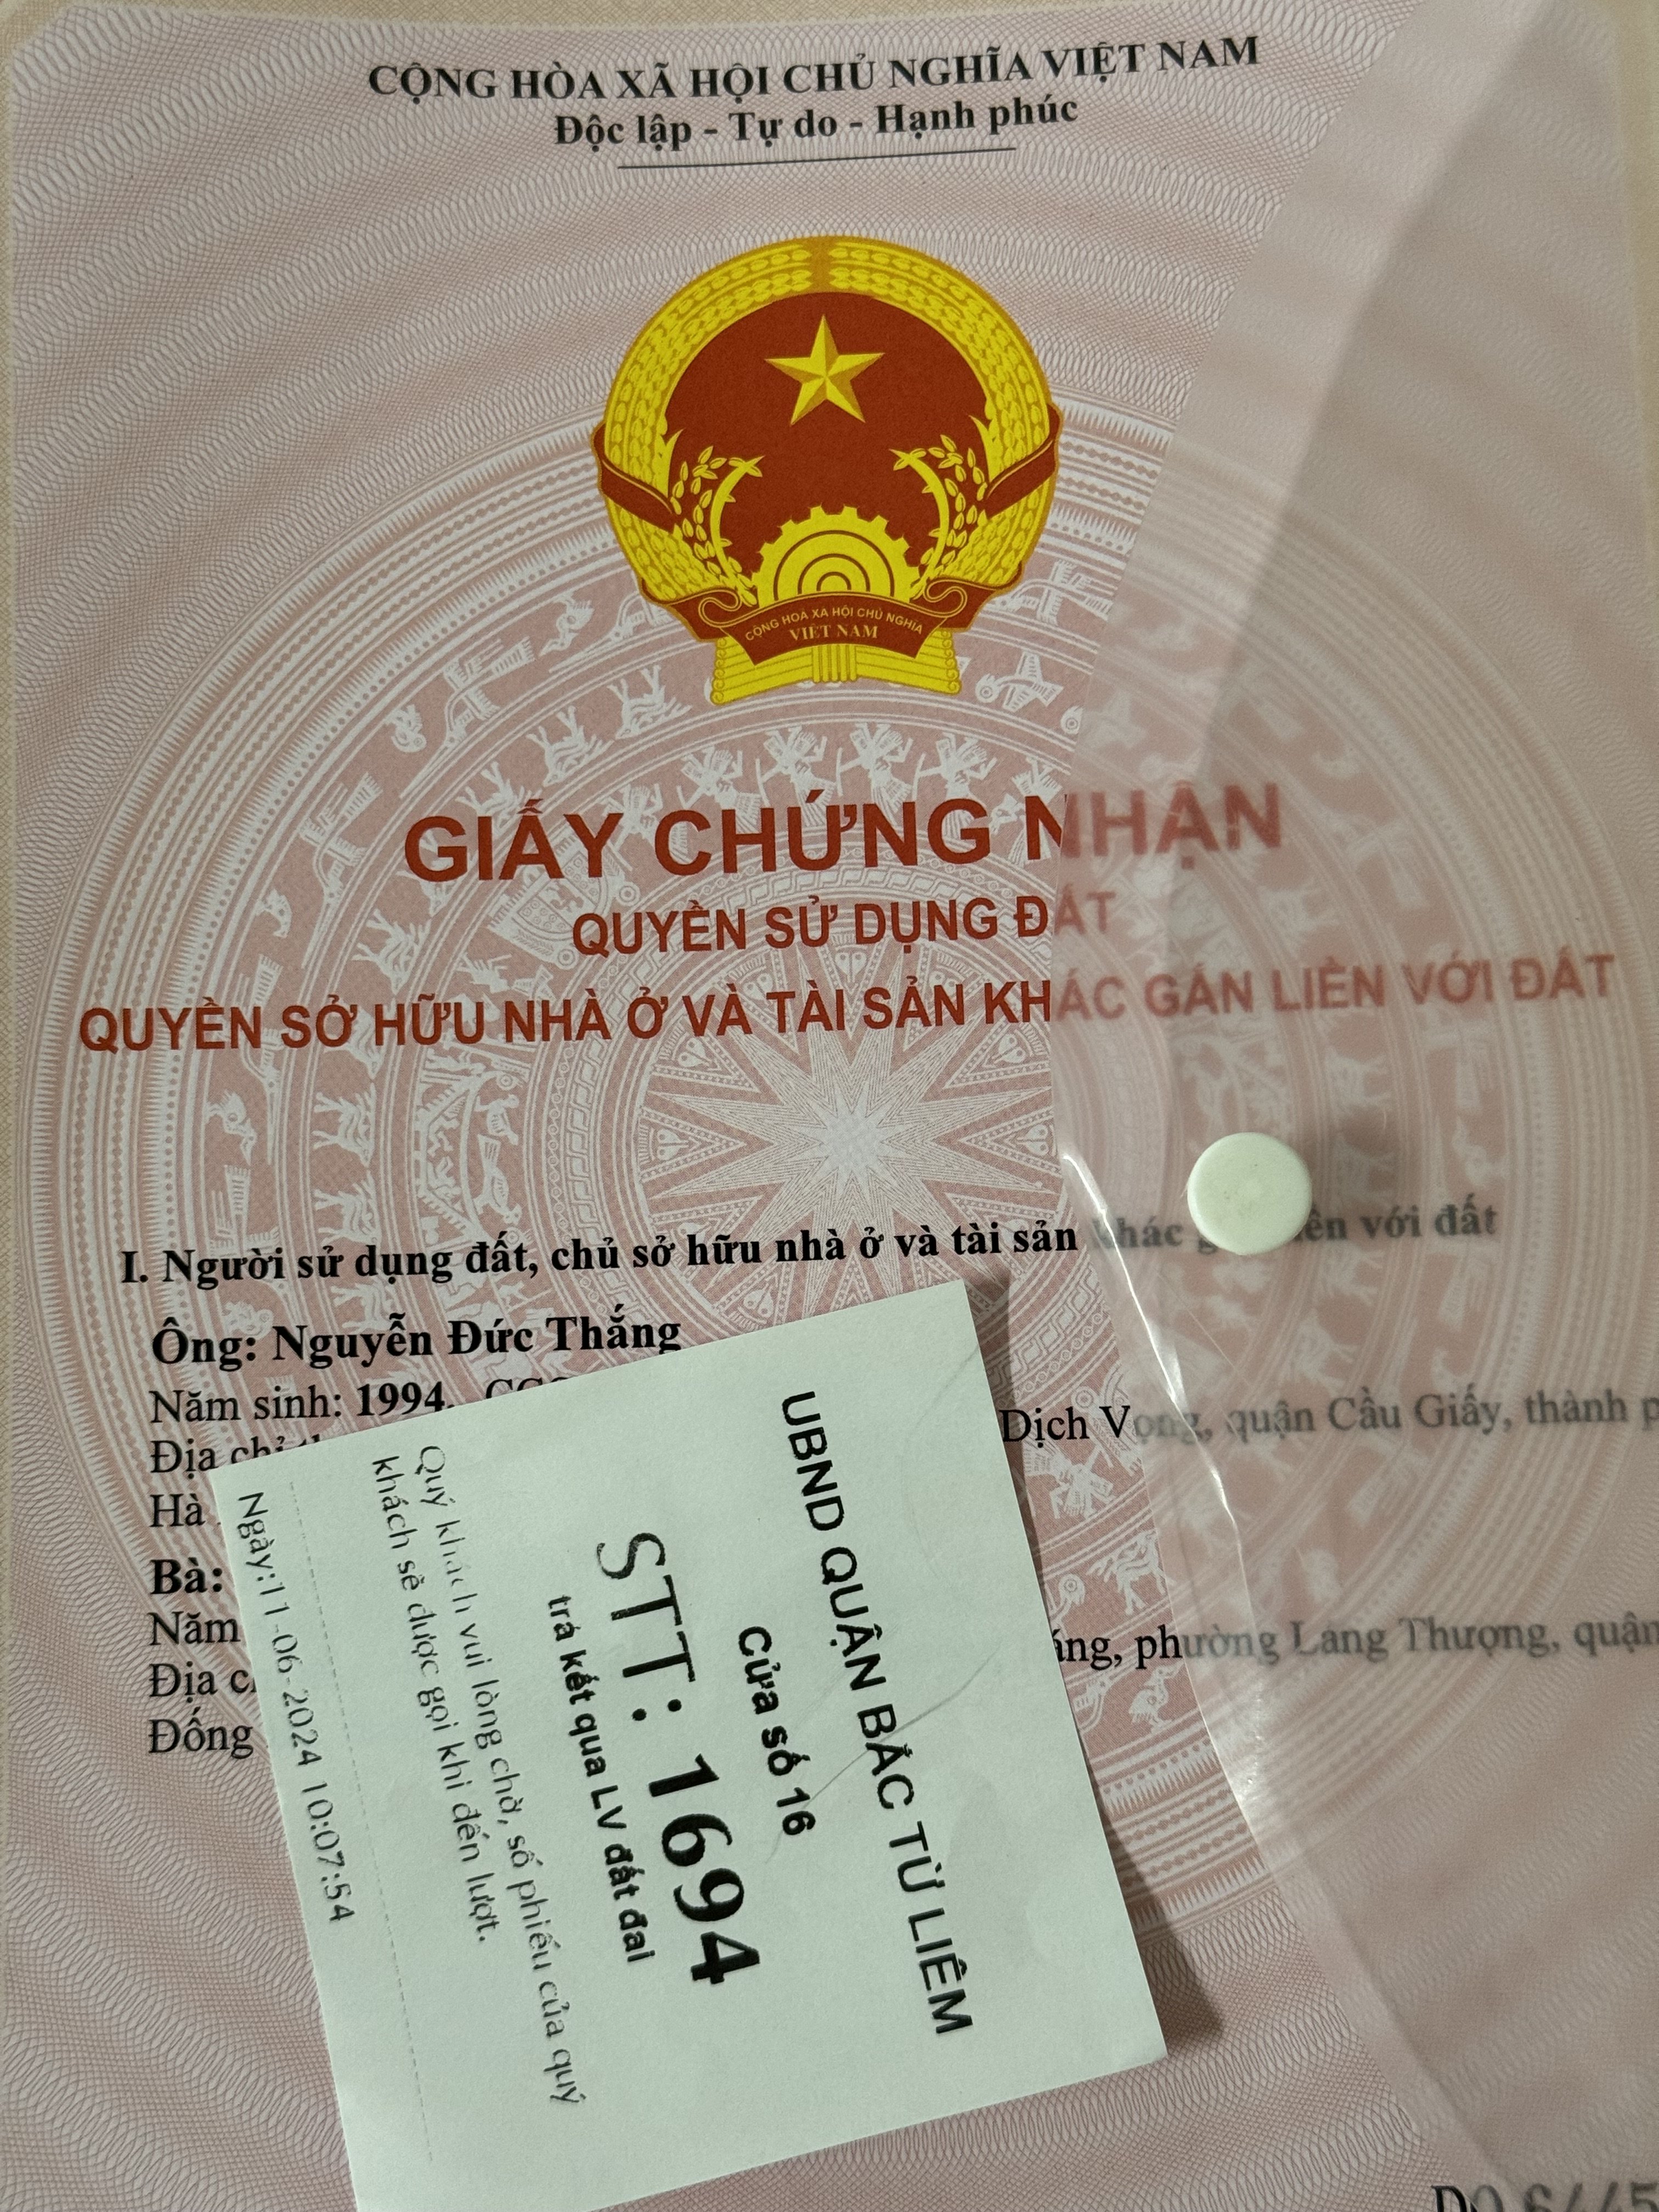 CỘNG HÒA XÃ HỘI CHỦ NGHĨA VIỆT NAM
Độc lập - Tự do - Hạnh phúc
CỘNG HOÀ XÃ HỘI CHỦ NGHĨA
VIỆT NAM
GIẤY CHỨNG NHẬN
QUYỀN SỬ DỤNG ĐẤT
QUYỀN SỞ HỮU NHÀ Ở VÀ TÀI SẢN KHÁC GẮN LIỀN VỚI ĐẤT
I. Người sử dụng đất, chủ sở hữu nhà ở và tài sản khác với đất
Ông: Nguyễn Đức Thắng
Năm sinh: 1994.
Địa Dịch Vọng, quận Cầu Giấy, thành
Hà
Bà:
Năm
Địa phường Láng Thượng, quận
Đống
UBND QUẬN BẮC TỪ LIÊM
Cửa số 16
STT: 1694
trả kết qua LV đất đai
Quý khách vui lòng chờ, số phiếu của quý
khách sẽ được gọi khi đến lượt.
Ngày:11-06-2024 10:07:54